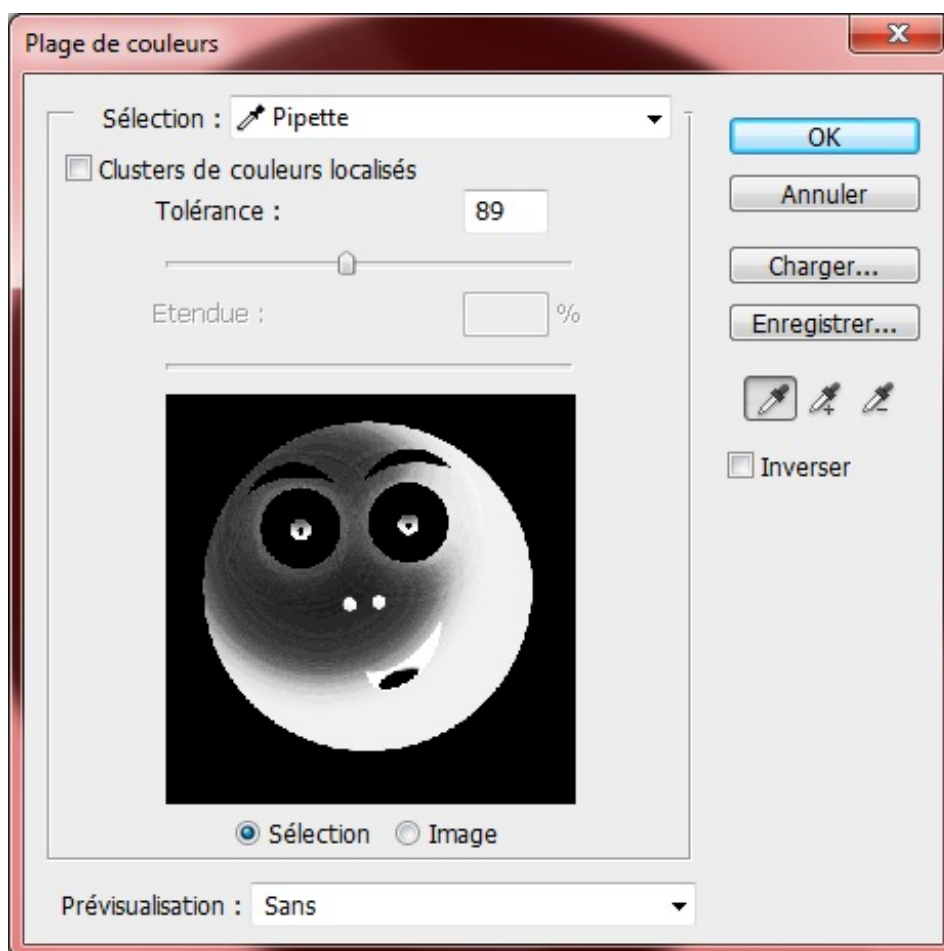 Plage de couleurs
Sélection : Pipette
Clusters de couleurs localisés
Tolérance : 89
Etendue : %
Sélection Image
Prévisualisation : Sans
OK
Annuler
Charger...
Enregistrer...
Inverser